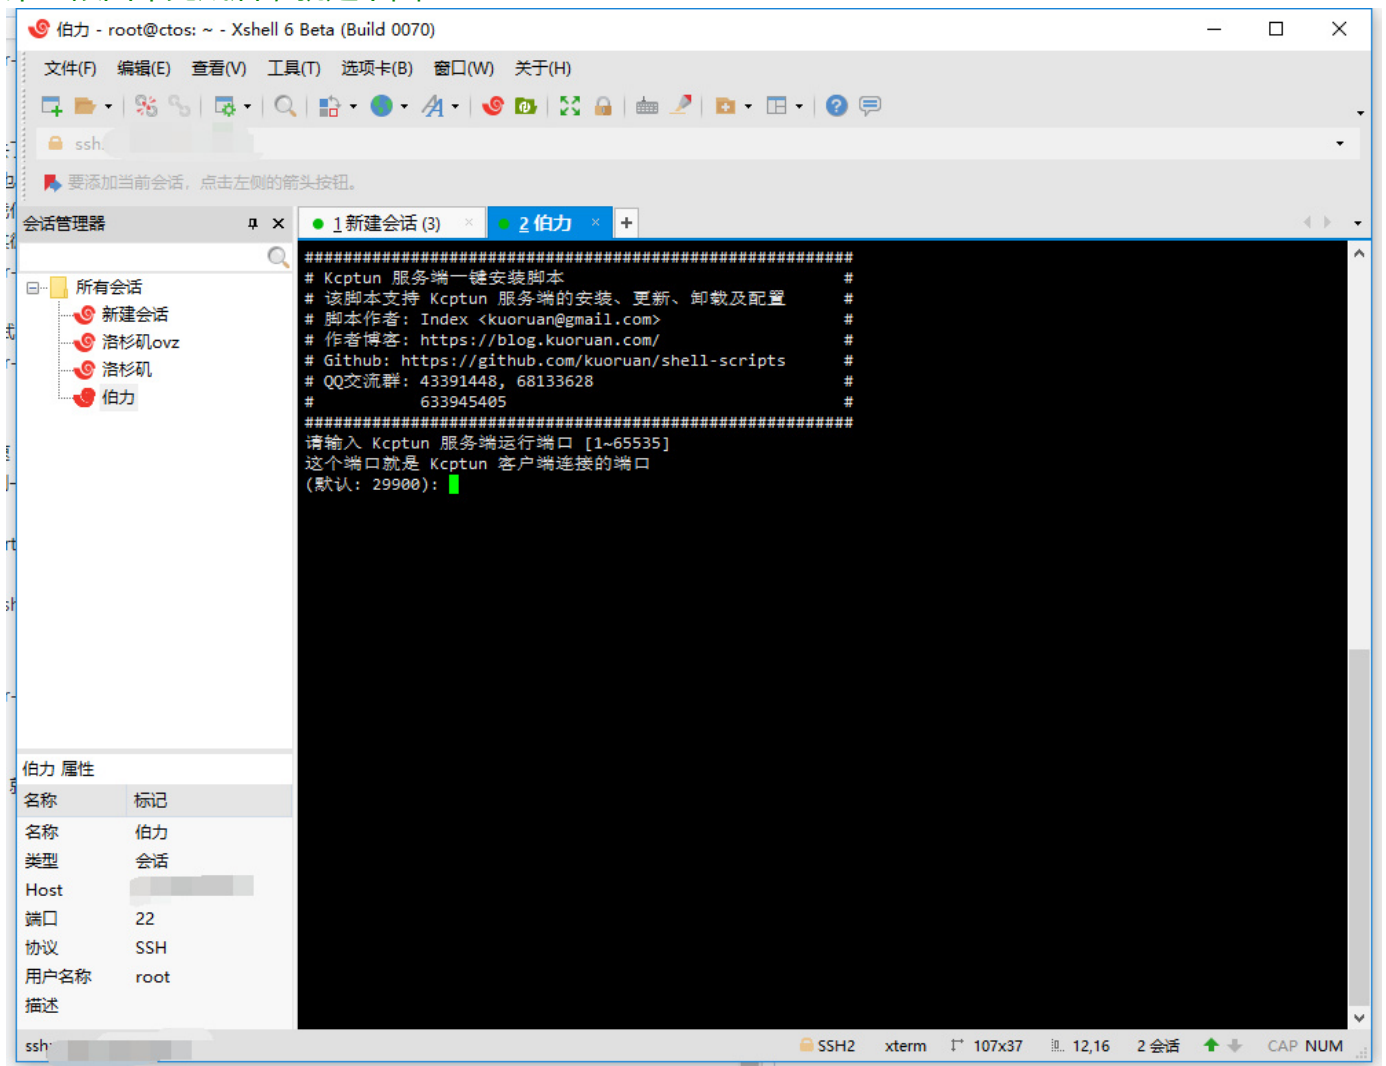 伯力 - root@ctos: ~ - Xshell 6 Beta (Build 0070)
文件(F) 编辑(E) 查看(V) 工具(T) 选项卡(B) 窗口(W) 关于(H)
ssh:
要添加当前会话，点击左侧的箭头按钮。
会话管理器
1 新建会话 (3)
2 伯力
所有会话
新建会话
洛杉矶ovz
洛杉矶
伯力
#########################################################
# Kcptun 服务端一键安装脚本 #
# 该脚本支持 Kcptun 服务端的安装、更新、卸载及配置 #
# 脚本作者: Index <kuoruan@gmail.com> #
# 作者博客: https://blog.kuoruan.com/ #
# Github: https://github.com/kuoruan/shell-scripts #
# QQ交流群: 43391448, 68133628 #
# 633945405 #
#########################################################
请输入 Kcptun 服务端运行端口 [1~65535]
这个端口就是 Kcptun 客户端连接的端口
(默认: 29900):
伯力 属性
名称 标记
名称 伯力
类型 会话
Host
端口 22
协议 SSH
用户名称 root
描述
ssh:
SSH2 xterm 107x37 12,16 2 会话 CAP NUM